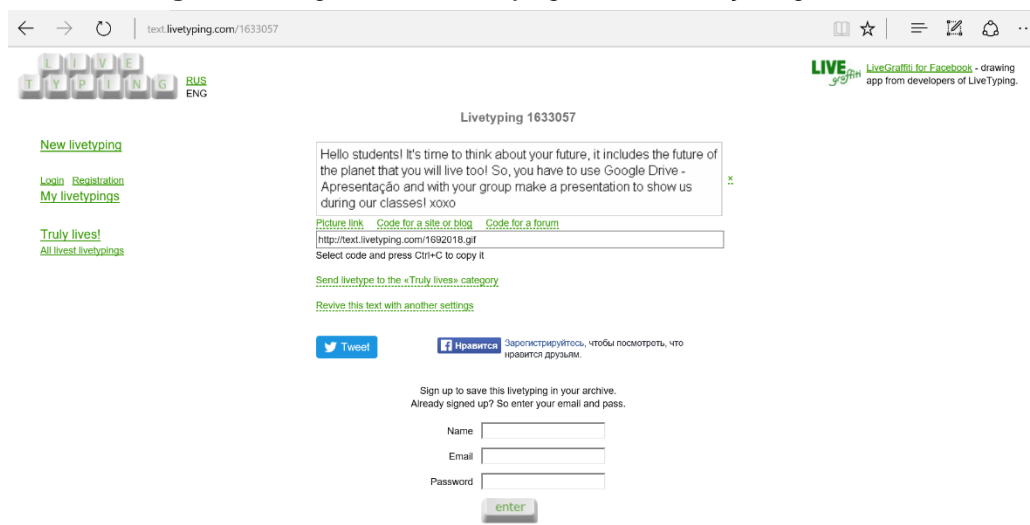 text.livetyping.com/1633057
LIVE
TYPING
RUS
ENG
LIVE graffiti
LiveGraffiti for Facebook - drawing
app from developers of LiveTyping.
Livetyping 1633057
New livetyping
Login Registration
My livetypings
Truly lives!
All livest livetypings
Hello students! It's time to think about your future, it includes the future of
the planet that you will live too! So, you have to use Google Drive -
Apresentação and with your group make a presentation to show us
during our classes! xoxo
x
Picture link Code for a site or blog Code for a forum
http://text.livetyping.com/1692018.gif
Select code and press Ctrl+C to copy it
Send livetype to the «Truly lives» category
Revive this text with another settings
Tweet
Нравится Зарегистрируйтесь, чтобы посмотреть, что
нравится друзьям.
Sign up to save this livetyping in your archive.
Already signed up? So enter your email and pass.
Name
Email
Password
enter